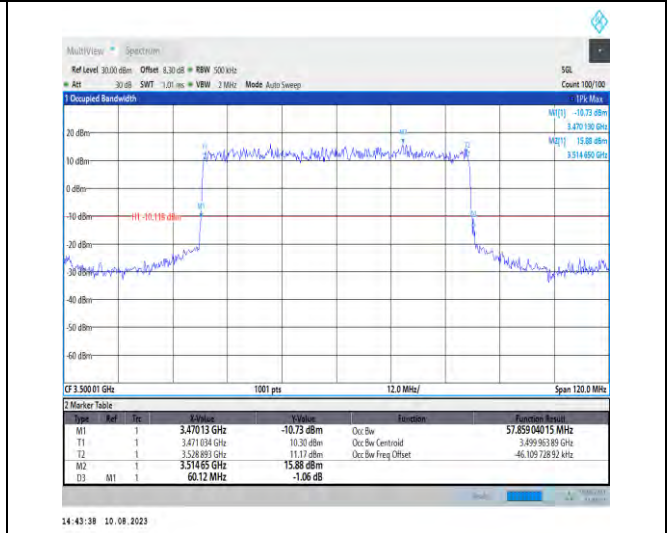 MultiView Spectrum
Ref Level 30.00 dBm Offset 8.30 dB RBW 500 kHz SGL
Att 30 dB SWT 1.01 ms VBW 2 MHz Mode Auto Sweep Count 100/100
1 Occupied Bandwidth 1Pk Max
M1[1] -10.73 dBm
3.470 130 GHz
M2[1] 15.88 dBm
3.514 650 GHz
20 dBm
10 dBm
0 dBm
-10 dBm H1 -10.119 dBm
-20 dBm
-30 dBm
-40 dBm
-50 dBm
-60 dBm
M1
M2
T1
T2
CF 3.500 01 GHz 1001 pts 12.0 MHz/ Span 120.0 MHz
2 Marker Table
Type Ref Trc X-Value Y-Value Function Function Result
M1 1 3.470 13 GHz -10.73 dBm Occ Bw 57.859 040 15 MHz
T1 1 3.471 034 GHz 10.30 dBm Occ Bw Centroid 3.499 963 89 GHz
T2 1 3.528 893 GHz 11.17 dBm Occ Bw Freq Offset -46.109 728 92 kHz
M2 1 3.514 65 GHz 15.88 dBm
D3 M1 1 60.12 MHz -1.06 dB
14:43:38 10.08.2023